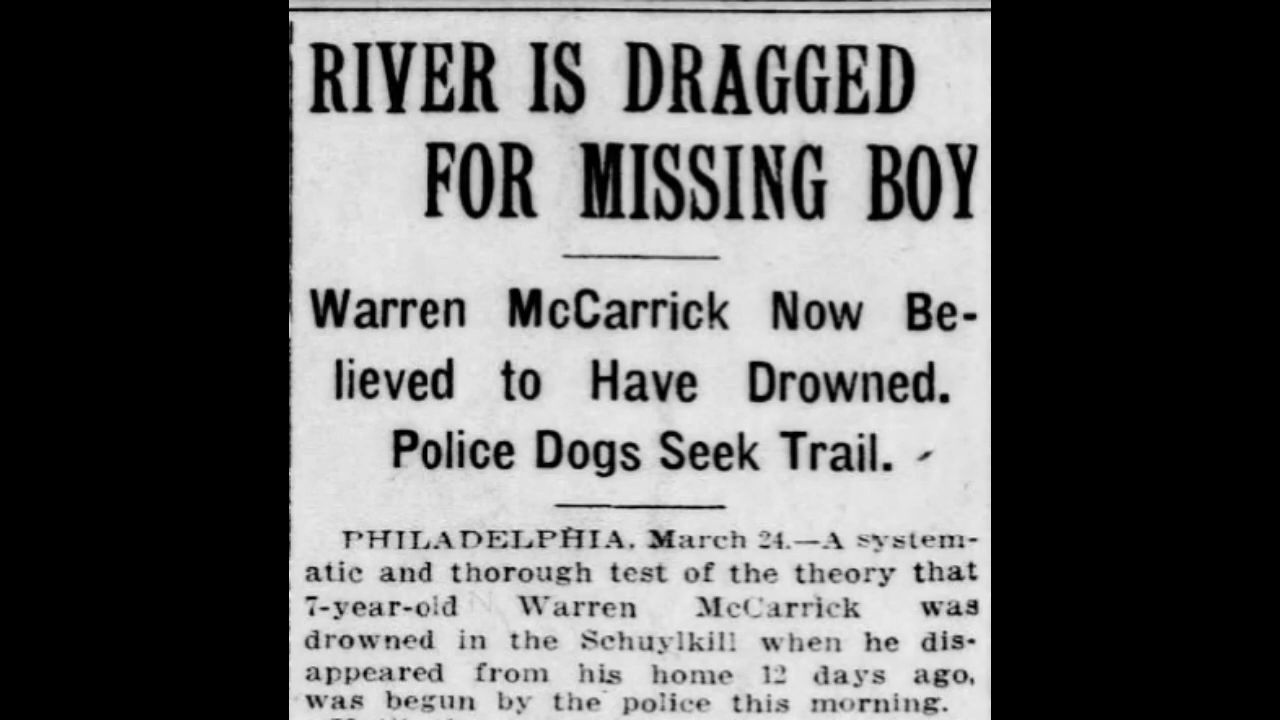 RIVER IS DRAGGED
FOR MISSING BOY
Warren McCarrick Now Be-
lieved to Have Drowned.
Police Dogs Seek Trail.
PHILADELPHIA, March 24.—A system-
atic and thorough test of the theory that
7-year-old Warren McCarrick was
drowned in the Schuylkill when he dis-
appeared from his home 12 days ago,
was begun by the police this morning.